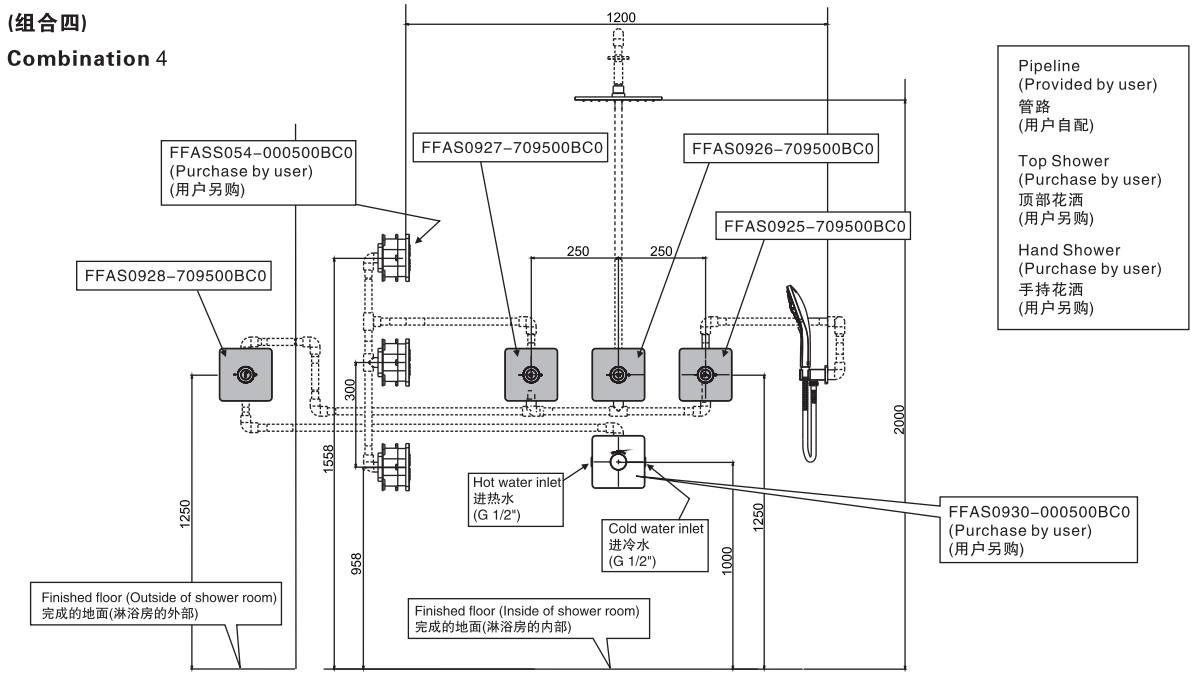 (组合四)
Combination 4
1200
Pipeline
(Provided by user)
管路
(用户自配)
Top Shower
(Purchase by user)
顶部花洒
(用户另购)
Hand Shower
(Purchase by user)
手持花洒
(用户另购)
FFASS054-000500BC0
(Purchase by user)
(用户另购)
FFAS0927-709500BC0
FFAS0926-709500BC0
FFAS0925-709500BC0
FFAS0928-709500BC0
250
250
300
1558
2000
1250
958
1000
1250
Hot water inlet
进热水
(G 1/2")
Cold water inlet
进冷水
(G 1/2")
FFAS0930-000500BC0
(Purchase by user)
(用户另购)
Finished floor (Outside of shower room)
完成的地面(淋浴房的外部)
Finished floor (Inside of shower room)
完成的地面(淋浴房的内部)